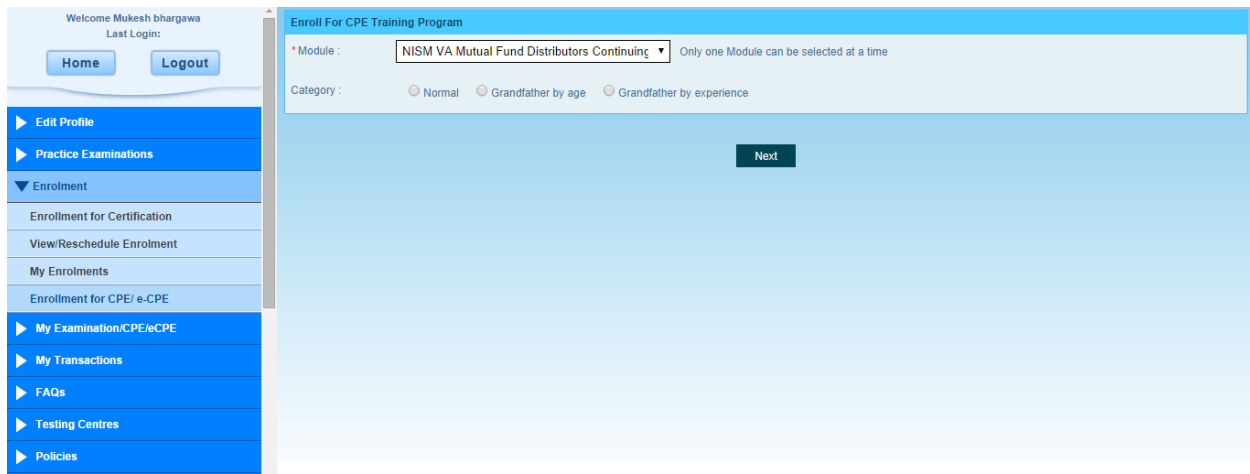 Welcome Mukesh bhargawa
Last Login:
Home Logout
Edit Profile
Practice Examinations
Enrolment
Enrollment for Certification
View/Reschedule Enrolment
My Enrolments
Enrollment for CPE/ e-CPE
My Examination/CPE/eCPE
My Transactions
FAQs
Testing Centres
Policies
Enroll For CPE Training Program
* Module : NISM VA Mutual Fund Distributors Continuing Only one Module can be selected at a time
Category : Normal Grandfather by age Grandfather by experience
Next